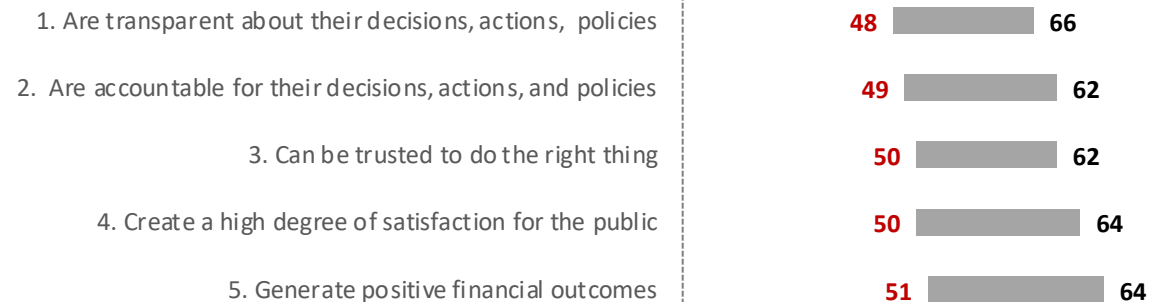 1. Are transparent about their decisions, actions, policies 48 66
2. Are accountable for their decisions, actions, and policies 49 62
3. Can be trusted to do the right thing 50 62
4. Create a high degree of satisfaction for the public 50 64
5. Generate positive financial outcomes 51 64